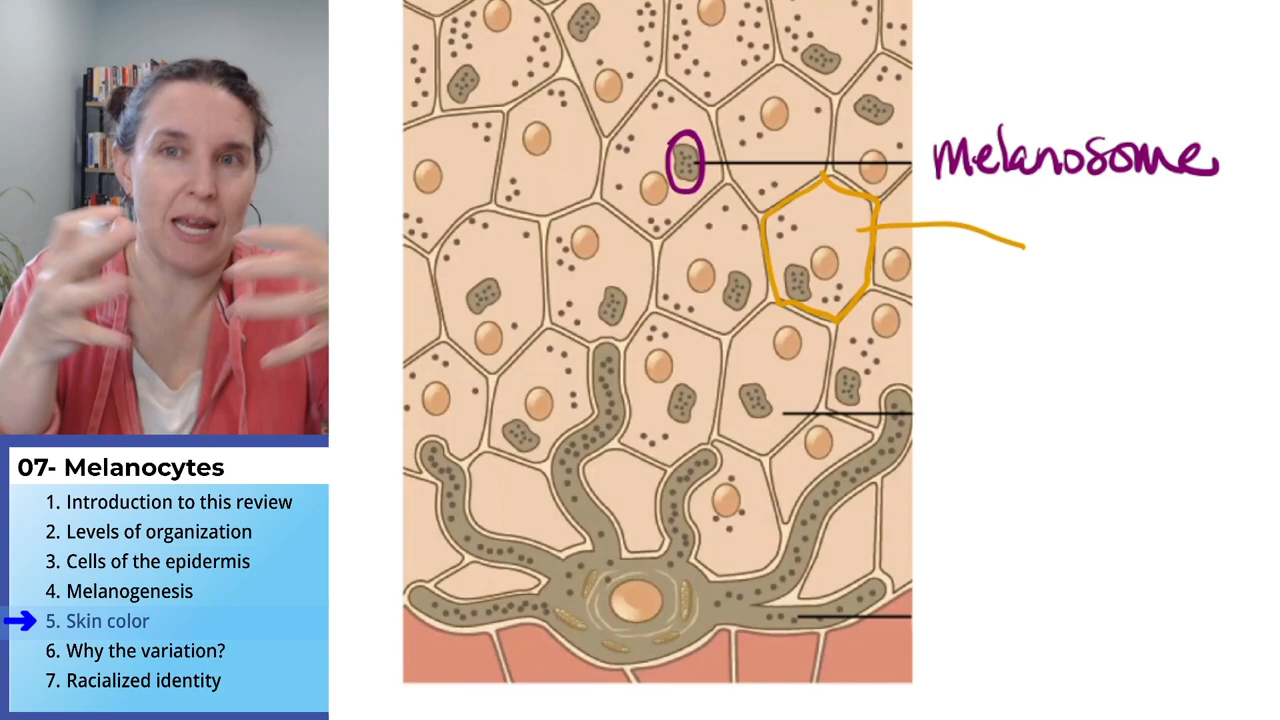 melanosome
07- Melanocytes
1. Introduction to this review
2. Levels of organization
3. Cells of the epidermis
4. Melanogenesis
5. Skin color
6. Why the variation?
7. Racialized identity